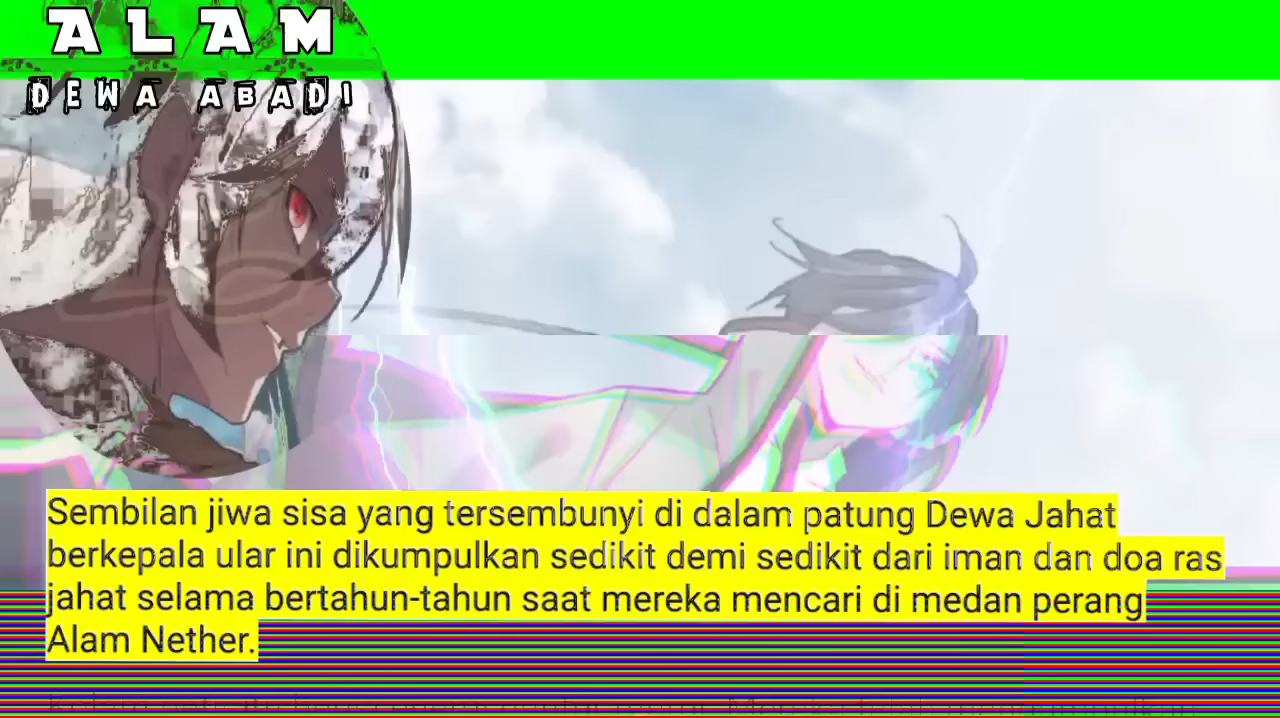 ALAM
DEWA ABADI
Sembilan jiwa sisa yang tersembunyi di dalam patung Dewa Jahat
berkepala ular ini dikumpulkan sedikit demi sedikit dari iman dan doa ras
jahat selama bertahun-tahun saat mereka mencari di medan perang
Alam Nether.